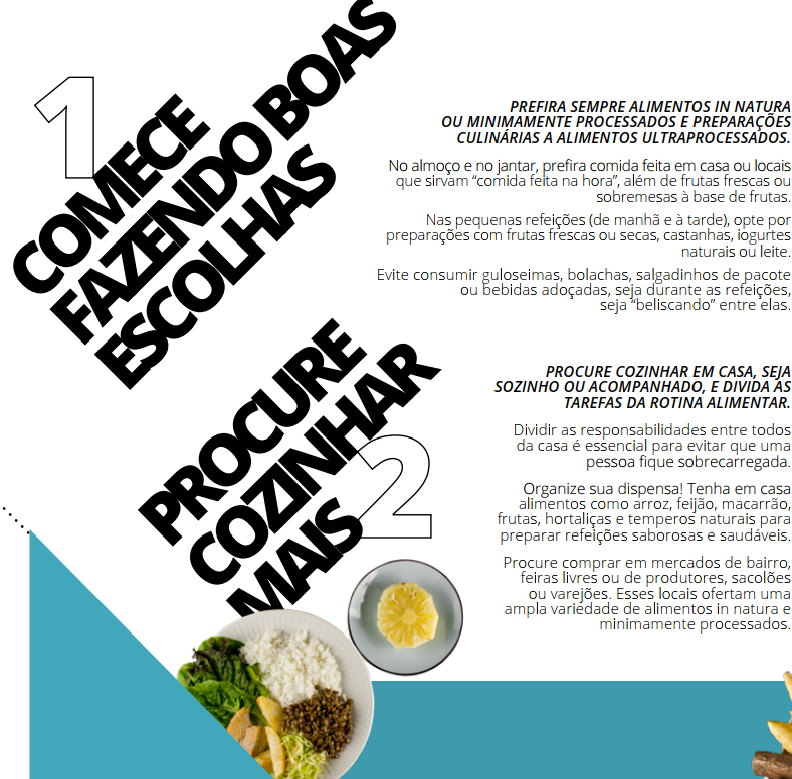 1
COMECE
FAZENDO BOAS
ESCOLHAS
PREFIRA SEMPRE ALIMENTOS IN NATURA
OU MINIMAMENTE PROCESSADOS E PREPARAÇÕES
CULINÁRIAS A ALIMENTOS ULTRAPROCESSADOS.
No almoço e no jantar, prefira comida feita em casa ou locais
que sirvam “comida feita na hora”, além de frutas frescas ou
sobremesas à base de frutas.
Nas pequenas refeições (de manhã e à tarde), opte por
preparações com frutas frescas ou secas, castanhas, iogurtes
naturais ou leite.
Evite consumir guloseimas, bolachas, salgadinhos de pacote
ou bebidas adoçadas, seja durante as refeições,
seja “beliscando” entre elas.
2
PROCURE
COZINHAR
MAIS
PROCURE COZINHAR EM CASA, SEJA
SOZINHO OU ACOMPANHADO, E DIVIDA AS
TAREFAS DA ROTINA ALIMENTAR.
Dividir as responsabilidades entre todos
da casa é essencial para evitar que uma
pessoa fique sobrecarregada.
Organize sua dispensa! Tenha em casa
alimentos como arroz, feijão, macarrão,
frutas, hortaliças e temperos naturais para
preparar refeições saborosas e saudáveis.
Procure comprar em mercados de bairro,
feiras livres ou de produtores, sacolões
ou varejões. Esses locais ofertam uma
ampla variedade de alimentos in natura e
minimamente processados.